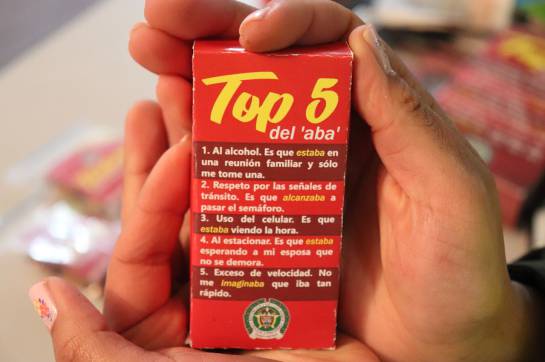 Top 5
del 'aba'
1. Al alcohol. Es que estaba en
una reunión familiar y sólo
me tome una.
2. Respeto por las señales de
tránsito. Es que alcanzaba a
pasar el semáforo.
3. Uso del celular. Es que
estaba viendo la hora.
4. Al estacionar. Es que estaba
esperando a mi esposa que
no se demora.
5. Exceso de velocidad. No
me imaginaba que iba tan
rápido.